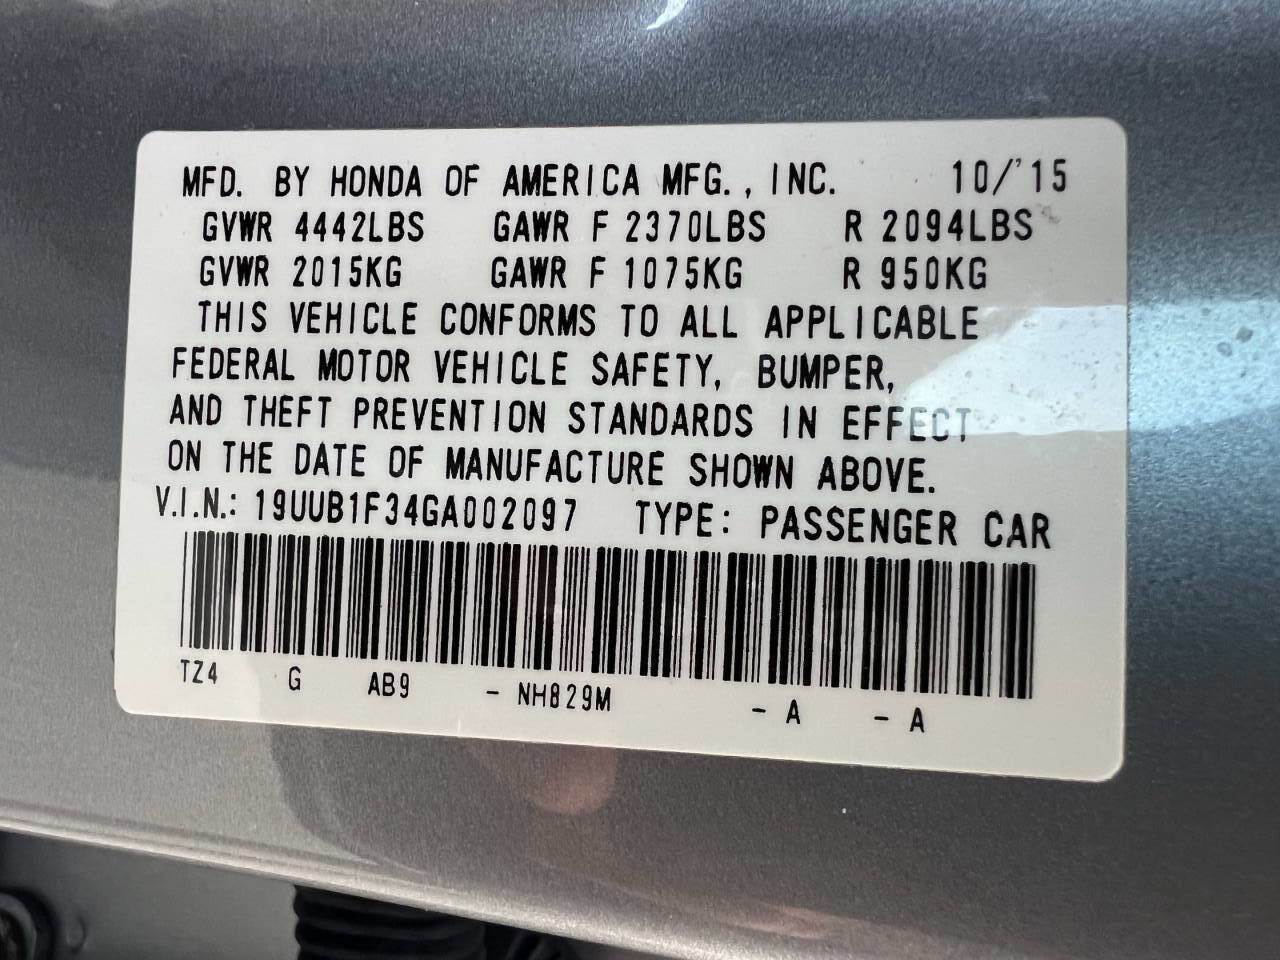 MFD. BY HONDA OF AMERICA MFG., INC. 10/'15
GVWR 4442LBS GAWR F 2370LBS R 2094LBS
GVWR 2015KG GAWR F 1075KG R 950KG
THIS VEHICLE CONFORMS TO ALL APPLICABLE
FEDERAL MOTOR VEHICLE SAFETY, BUMPER,
AND THEFT PREVENTION STANDARDS IN EFFECT
ON THE DATE OF MANUFACTURE SHOWN ABOVE.
V.I.N.: 19UUB1F34GA002097 TYPE: PASSENGER CAR
TZ4 G AB9 - NH829M - A - A